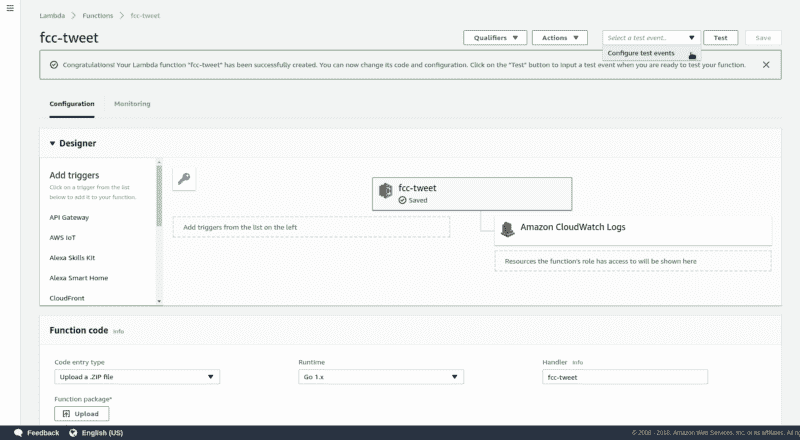 Lambda > Functions > fcc-tweet
fcc-tweet
Qualifiers ▼ Actions ▼ Select a test event.. ▼ Test Save
Configure test events
Congratulations! Your Lambda function "fcc-tweet" has been successfully created. You can now change its code and configuration. Click on the "Test" button to input a test event when you are ready to test your function.
Configuration Monitoring
▼ Designer
Add triggers
Click on a trigger from the list
below to add it to your function.
API Gateway
AWS IoT
Alexa Skills Kit
Alexa Smart Home
CloudFront
fcc-tweet
Saved
Add triggers from the list on the left
Amazon CloudWatch Logs
Resources the function's role has access to will be shown here
Function code Info
Code entry type
Upload a .ZIP file
Runtime
Go 1.x
Handler Info
fcc-tweet
Function package*
Upload
Feedback English (US) © 2008 - 2018, Amazon Web Services, Inc. or its affiliates. All rig